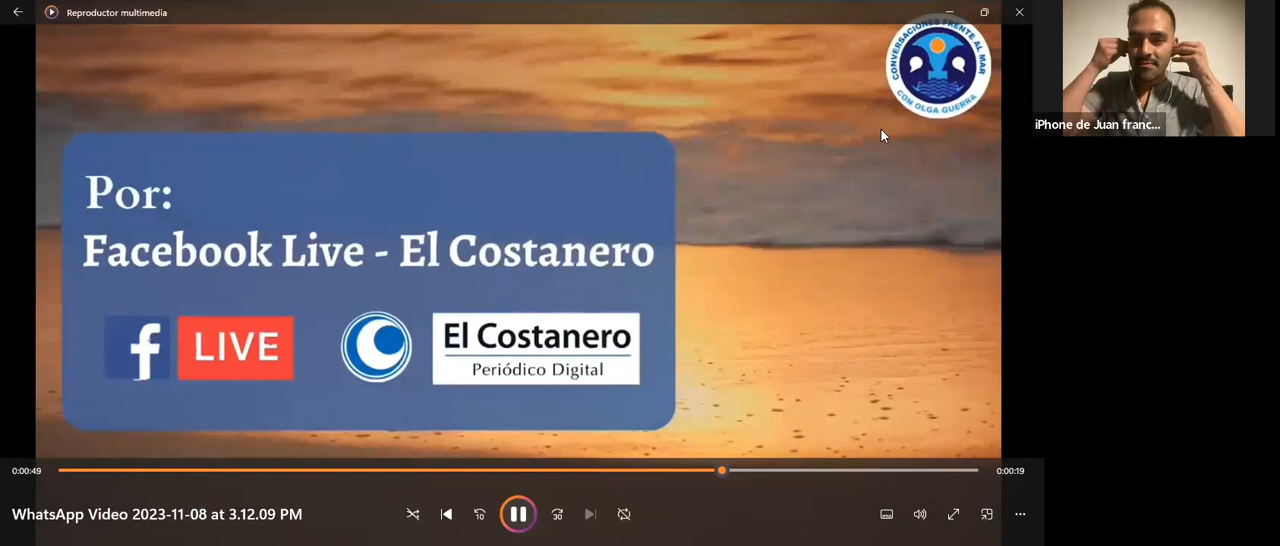 Reproductor multimedia
CONVERSACIONES FRENTE AL MAR
CON OLGA GUERRA
iPhone de Juan franc...
Por:
Facebook Live - El Costanero
f LIVE
El Costanero
Periódico Digital
0:00:49
0:00:19
WhatsApp Video 2023-11-08 at 3.12.09 PM
10
30